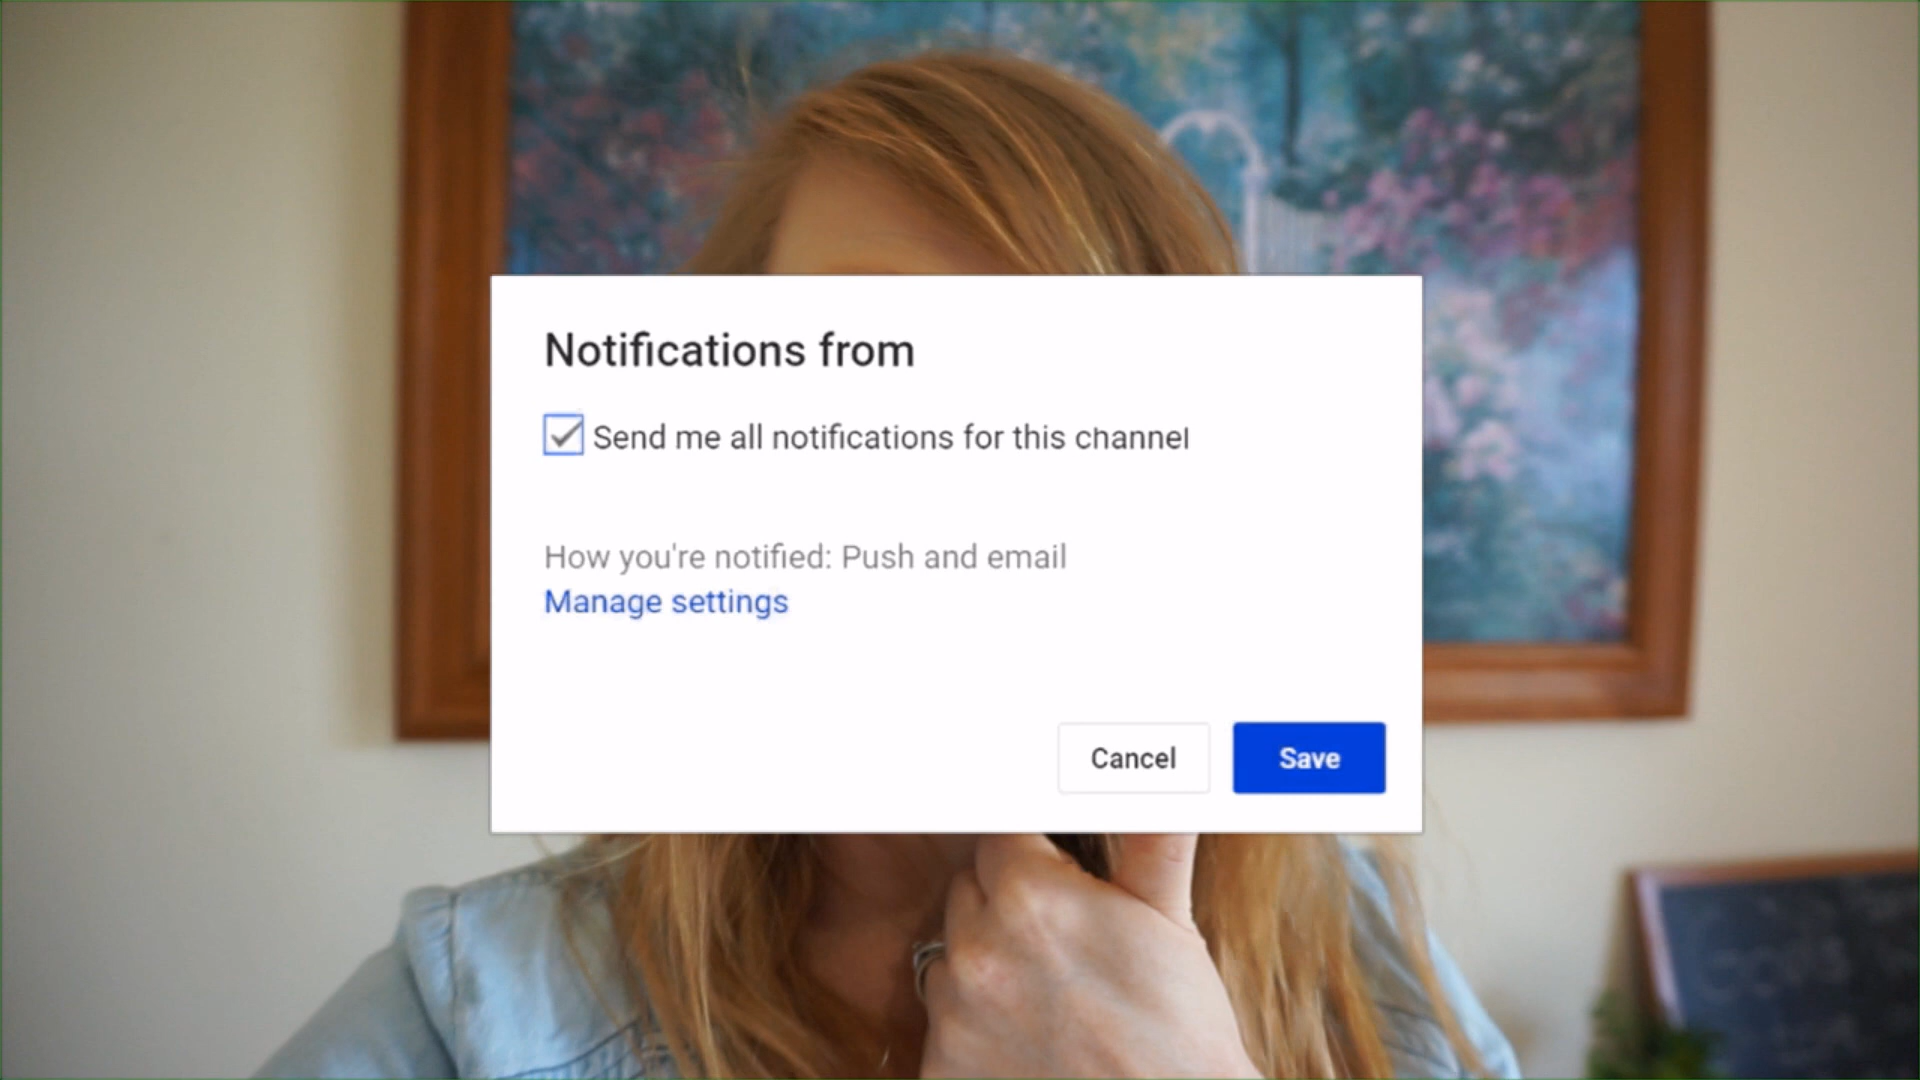 Notifications from
Send me all notifications for this channel
How you're notified: Push and email
Manage settings
Cancel
Save